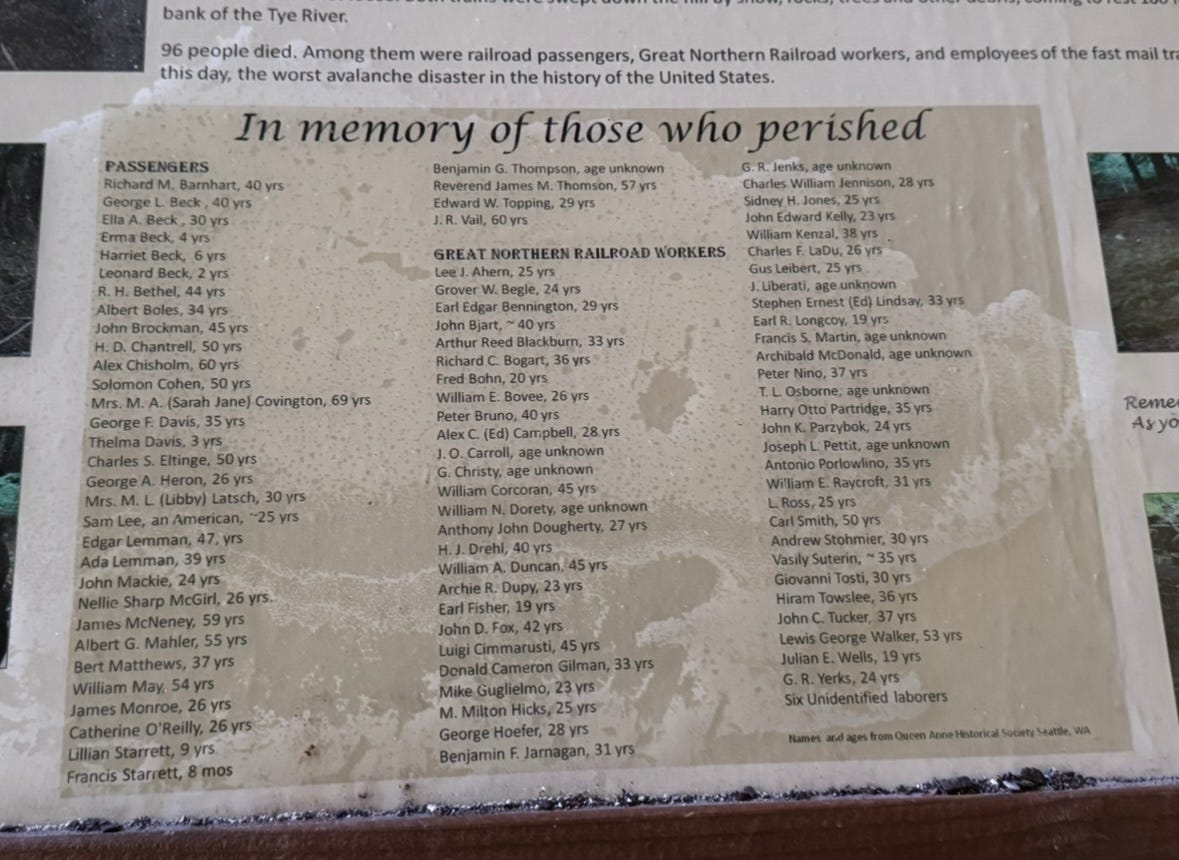 bank of the Tye River.
96 people died. Among them were railroad passengers, Great Northern Railroad workers, and employees of the fast mail
this day, the worst avalanche disaster in the history of the United States.
In memory of those who perished
PASSENGERS
Richard M. Barnhart, 40 yrs
George L. Beck , 40 yrs
Ella A. Beck , 30 yrs
Erma Beck, 4 yrs
Harriet Beck, 6 yrs
Leonard Beck, 2 yrs
R. H. Bethel, 44 yrs
Albert Boles, 34 yrs
John Brockman, 45 yrs
H. D. Chantrell, 50 yrs
Alex Chisholm, 60 yrs
Solomon Cohen, 50 yrs
Mrs. M. A. (Sarah Jane) Covington, 69 yrs
George F. Davis, 35 yrs
Thelma Davis, 3 yrs
Charles S. Eltinge, 50 yrs
George A. Heron, 26 yrs
Mrs. M. L (Libby) Latsch, 30 yrs
Sam Lee, an American, ~25 yrs
Edgar Lemman, 47, yrs
Ada Lemman, 39 yrs
John Mackie, 24 yrs
Nellie Sharp McGirl, 26 yrs.
James McNeney, 59 yrs
Albert G. Mahler, 55 yrs
Bert Matthews, 37 yrs
William May, 54 yrs
James Monroe, 26 yrs
Catherine O'Reilly, 26 yrs
Lillian Starrett, 9 yrs
Francis Starrett, 8 mos
Benjamin G. Thompson, age unknown
Reverend James M. Thomson, 57 yrs
Edward W. Topping, 29 yrs
J. R. Vail, 60 yrs
GREAT NORTHERN RAILROAD WORKERS
Lee J. Ahern, 25 yrs
Grover W. Begle, 24 yrs
Earl Edgar Bennington, 29 yrs
John Bjart, ~ 40 yrs
Arthur Reed Blackburn, 33 yrs
Richard C. Bogart, 36 yrs
Fred Bohn, 20 yrs
William E. Bovee, 26 yrs
Peter Bruno, 40 yrs
Alex C. (Ed) Campbell, 28 yrs
J. O. Carroll, age unknown
G. Christy, age unknown
William Corcoran, 45 yrs
William N. Dorety, age unknown
Anthony John Dougherty, 27 yrs
H. J. Drehl, 40 yrs
William A. Duncan, 45 yrs
Archie R. Dupy, 23 yrs
Earl Fisher, 19 yrs
John D. Fox, 42 yrs
Luigi Cimmarusti, 45 yrs
Donald Cameron Gilman, 33 yrs
Mike Guglielmo, 23 yrs
M. Milton Hicks, 25 yrs
George Hoefer, 28 yrs
Benjamin F. Jarnagan, 31 yrs
G. R. Jenks, age unknown
Charles William Jennison, 28 yrs
Sidney H. Jones, 25 yrs
John Edward Kelly, 23 yrs
William Kenzal, 38 yrs
Charles F. LaDu, 26 yrs
Gus Leibert, 25 yrs
J. Liberati, age unknown
Stephen Ernest (Ed) Lindsay, 33 yrs
Earl R. Longcoy, 19 yrs
Francis S. Martin, age unknown
Archibald McDonald, age unknown
Peter Nino, 37 yrs
T. L. Osborne, age unknown
Harry Otto Partridge, 35 yrs
John K. Parzybok, 24 yrs
Joseph L. Pettit, age unknown
Antonio Porlowlino, 35 yrs
William E. Raycroft, 31 yrs
L. Ross, 25 yrs
Carl Smith, 50 yrs
Andrew Stohmier, 30 yrs
Vasily Suterin, ~ 35 yrs
Giovanni Tosti, 30 yrs
Hiram Towslee, 36 yrs
John C. Tucker, 37 yrs
Lewis George Walker, 53 yrs
Julian E. Wells, 19 yrs
G. R. Yerks, 24 yrs
Six Unidentified laborers
Names and ages from Queen Anne Historical Society Seattle, WA
As